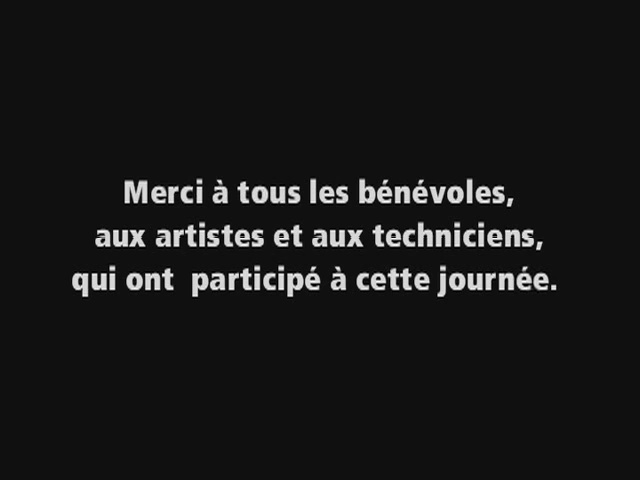 Merci à tous les bénévoles,
aux artistes et aux techniciens,
qui ont participé à cette journée.